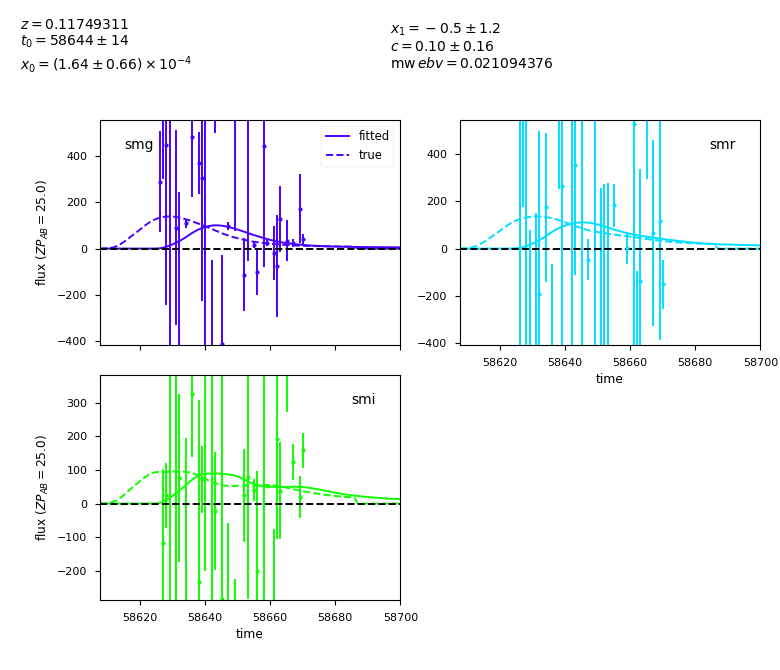 z = 0.11749311
t₀ = 58644 ± 14
x₀ = (1.64 ± 0.66) × 10⁻⁴
x₁ = −0.5 ± 1.2
c = 0.10 ± 0.16
mw ebv = 0.021094376
smg
fitted
true
400
200
0
−200
−400
flux (ZP_AB = 25.0)
smr
400
200
0
−200
−400
58620 58640 58660 58680 58700
time
smi
300
200
100
0
−100
−200
flux (ZP_AB = 25.0)
58620 58640 58660 58680 58700
time